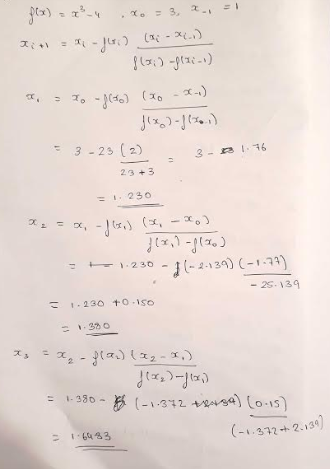 f(x) = x³-4 , x₀ = 3, x₋₁ = 1
xᵢ₊₁ = xᵢ - f(xᵢ) (xᵢ - xᵢ₋₁)
f(xᵢ) - f(xᵢ₋₁)
x₁ = x₀ - f(x₀) (x₀ - x₋₁)
f(x₀) - f(x₋₁)
= 3 - 23 (2) = 3 - 1.76
23 + 3
= 1.230
x₂ = x₁ - f(x₁) (x₁ - x₀)
f(x₁) - f(x₀)
= 1.230 - (-2.139) (-1.77)
-25.139
= 1.230 + 0.150
= 1.380
x₃ = x₂ - f(x₂) (x₂ - x₁)
f(x₂) - f(x₁)
= 1.380 - (-1.372) (0.15)
(-1.372 + 2.139)
= 1.6483